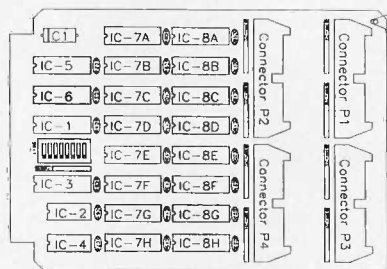 IC1 IC-7A IC-8A
IC-5 IC-7B IC-8B
IC-6 IC-7C IC-8C
IC-1 IC-7D IC-8D
IC-7E IC-8E
IC-3 IC-7F IC-8F
IC-2 IC-7G IC-8G
IC-4 IC-7H IC-8H
Connector P2
Connector P1
Connector P4
Connector P3